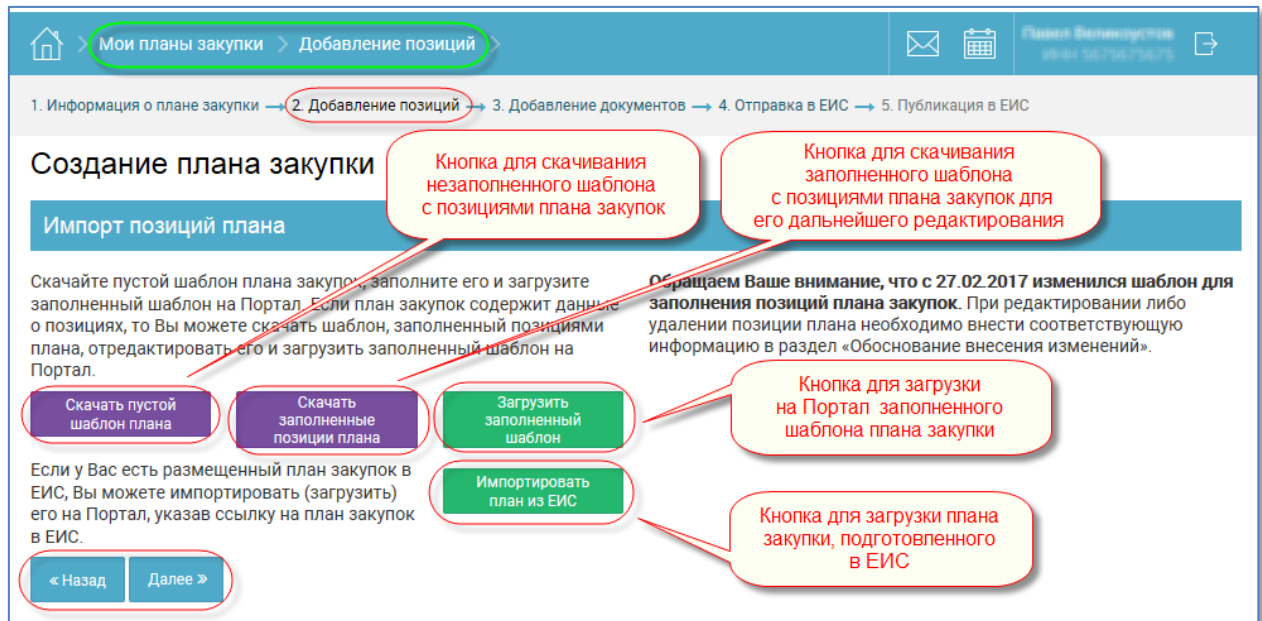 Мои планы закупки > Добавление позиций >
1. Информация о плане закупки → 2. Добавление позиций → 3. Добавление документов → 4. Отправка в ЕИС → 5. Публикация в ЕИС
Создание плана закупки
Кнопка для скачивания
незаполненного шаблона
с позициями плана закупок
Кнопка для скачивания
заполненного шаблона
с позициями плана закупок для
его дальнейшего редактирования
Импорт позиций плана
Скачайте пустой шаблон плана закупок, заполните его и загрузите
заполненный шаблон на Портал. Если план закупок содержит данные
о позициях, то Вы можете скачать шаблон, заполненный позициями
плана, отредактировать его и загрузить заполненный шаблон на
Портал.
Обращаем Ваше внимание, что с 27.02.2017 изменился шаблон для
заполнения позиций плана закупок. При редактировании либо
удалении позиции плана необходимо внести соответствующую
информацию в раздел «Обоснование внесения изменений».
Скачать пустой
шаблон плана
Скачать
заполненные
позиции плана
Загрузить
заполненный
шаблон
Кнопка для загрузки
на Портал заполненного
шаблона плана закупки
Если у Вас есть размещенный план закупок в
ЕИС, Вы можете импортировать (загрузить)
его на Портал, указав ссылку на план закупок
в ЕИС.
Импортировать
план из ЕИС
Кнопка для загрузки плана
закупки, подготовленного
в ЕИС
« Назад
Далее »